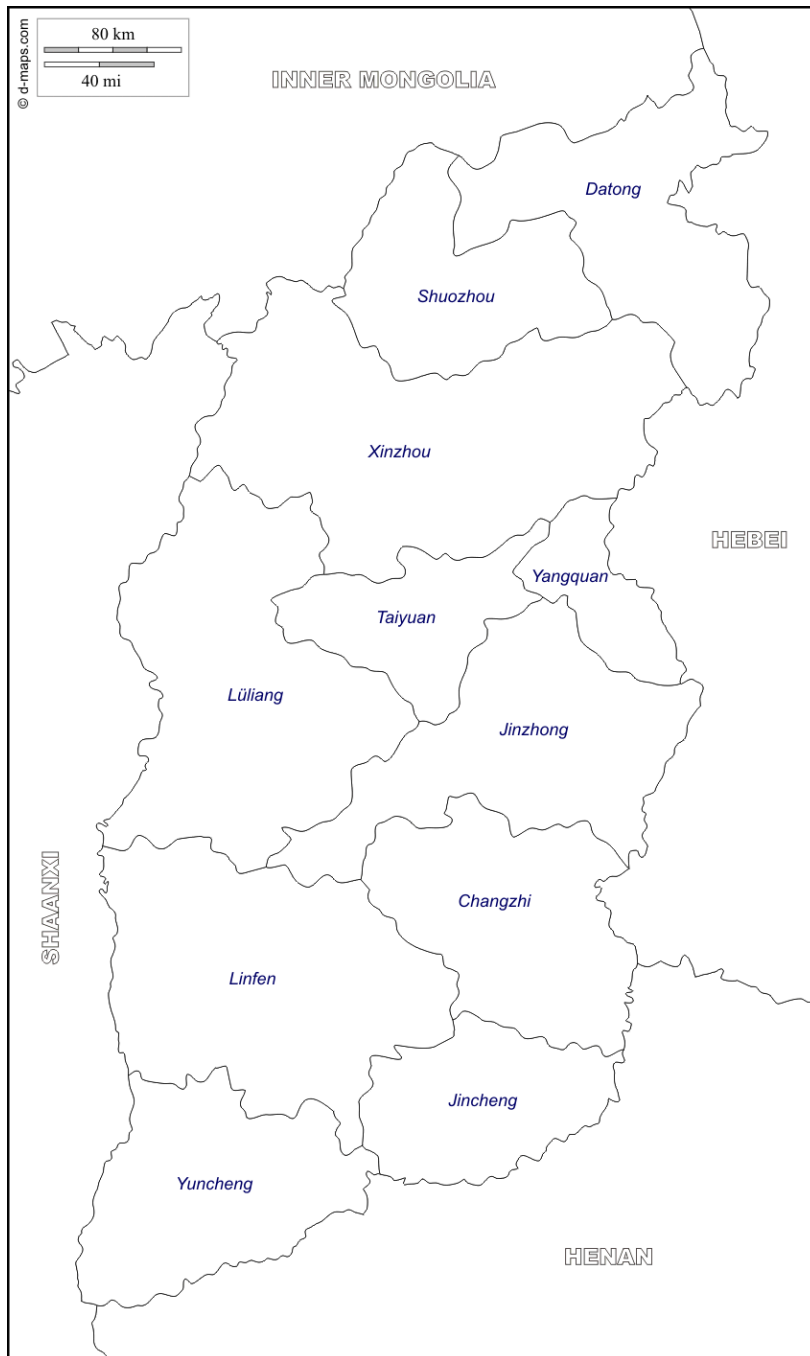 80 km
40 mi
© d-maps.com
INNER MONGOLIA
Datong
Shuozhou
Xinzhou
HEBEI
Yangquan
Taiyuan
Lüliang
Jinzhong
SHAANXI
Changzhi
Linfen
Jincheng
Yuncheng
HENAN